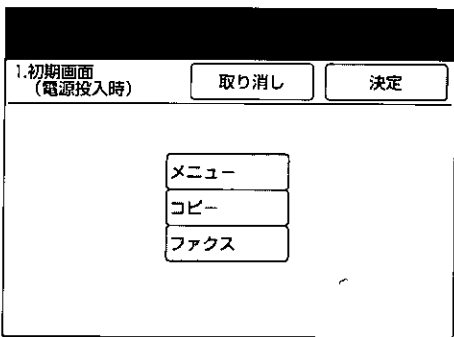 1.初期画面
(電源投入時)
取り消し
決定
メニュー
コピー
ファクス